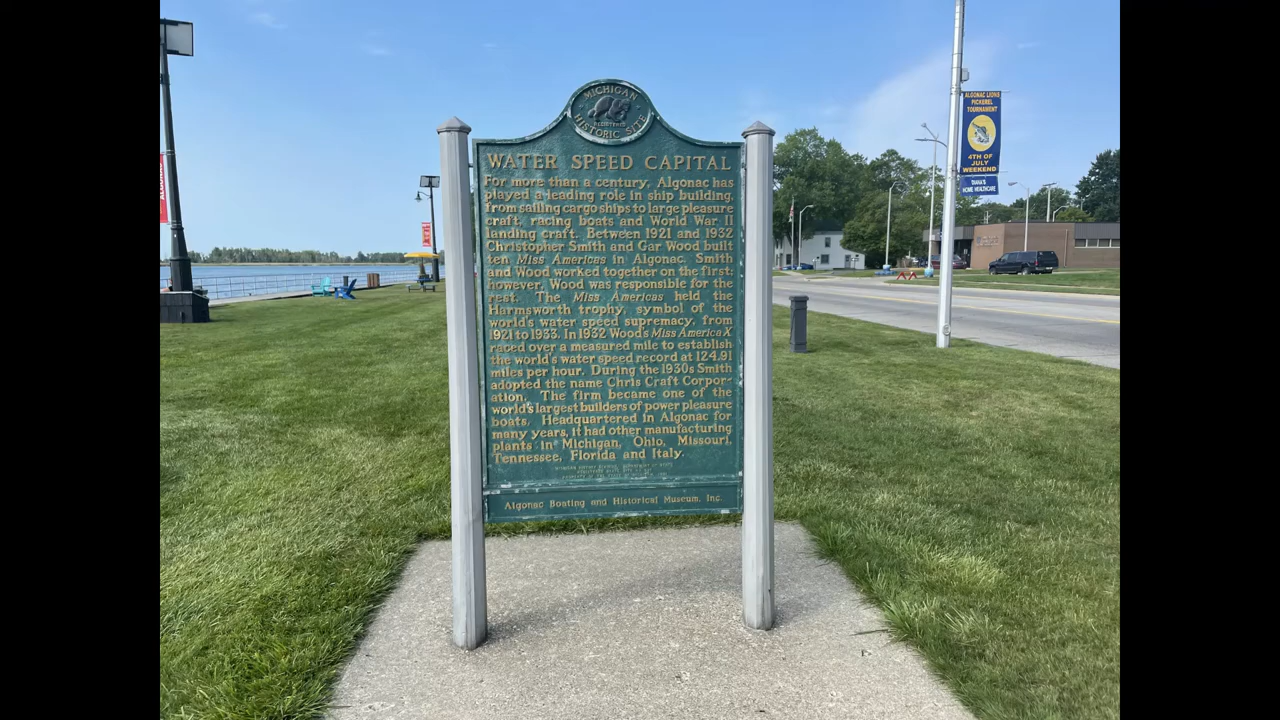 MICHIGAN
REGISTERED
HISTORIC SITE
WATER SPEED CAPITAL
For more than a century, Algonac has
played a leading role in ship building,
from sailing cargo ships to large pleasure
craft, racing boats and World War II
landing craft. Between 1921 and 1932
Christopher Smith and Gar Wood built
ten Miss Americas in Algonac. Smith
and Wood worked together on the first;
however, Wood was responsible for the
rest. The Miss Americas held the
Harmsworth trophy, symbol of the
world's water speed supremacy, from
1921 to 1933. In 1932 Wood's Miss America X
raced over a measured mile to establish
the world's water speed record at 124.91
miles per hour. During the 1930s Smith
adopted the name Chris Craft Corpor-
ation. The firm became one of the
world's largest builders of power pleasure
boats. Headquartered in Algonac for
many years, it had other manufacturing
plants in Michigan, Ohio, Missouri,
Tennessee, Florida and Italy.
Algonac Boating and Historical Museum, Inc.
ALGONAC LIONS
PICKEREL
TOURNAMENT
4TH OF
JULY
WEEKEND
DIANA'S
HOME HEALTHCARE